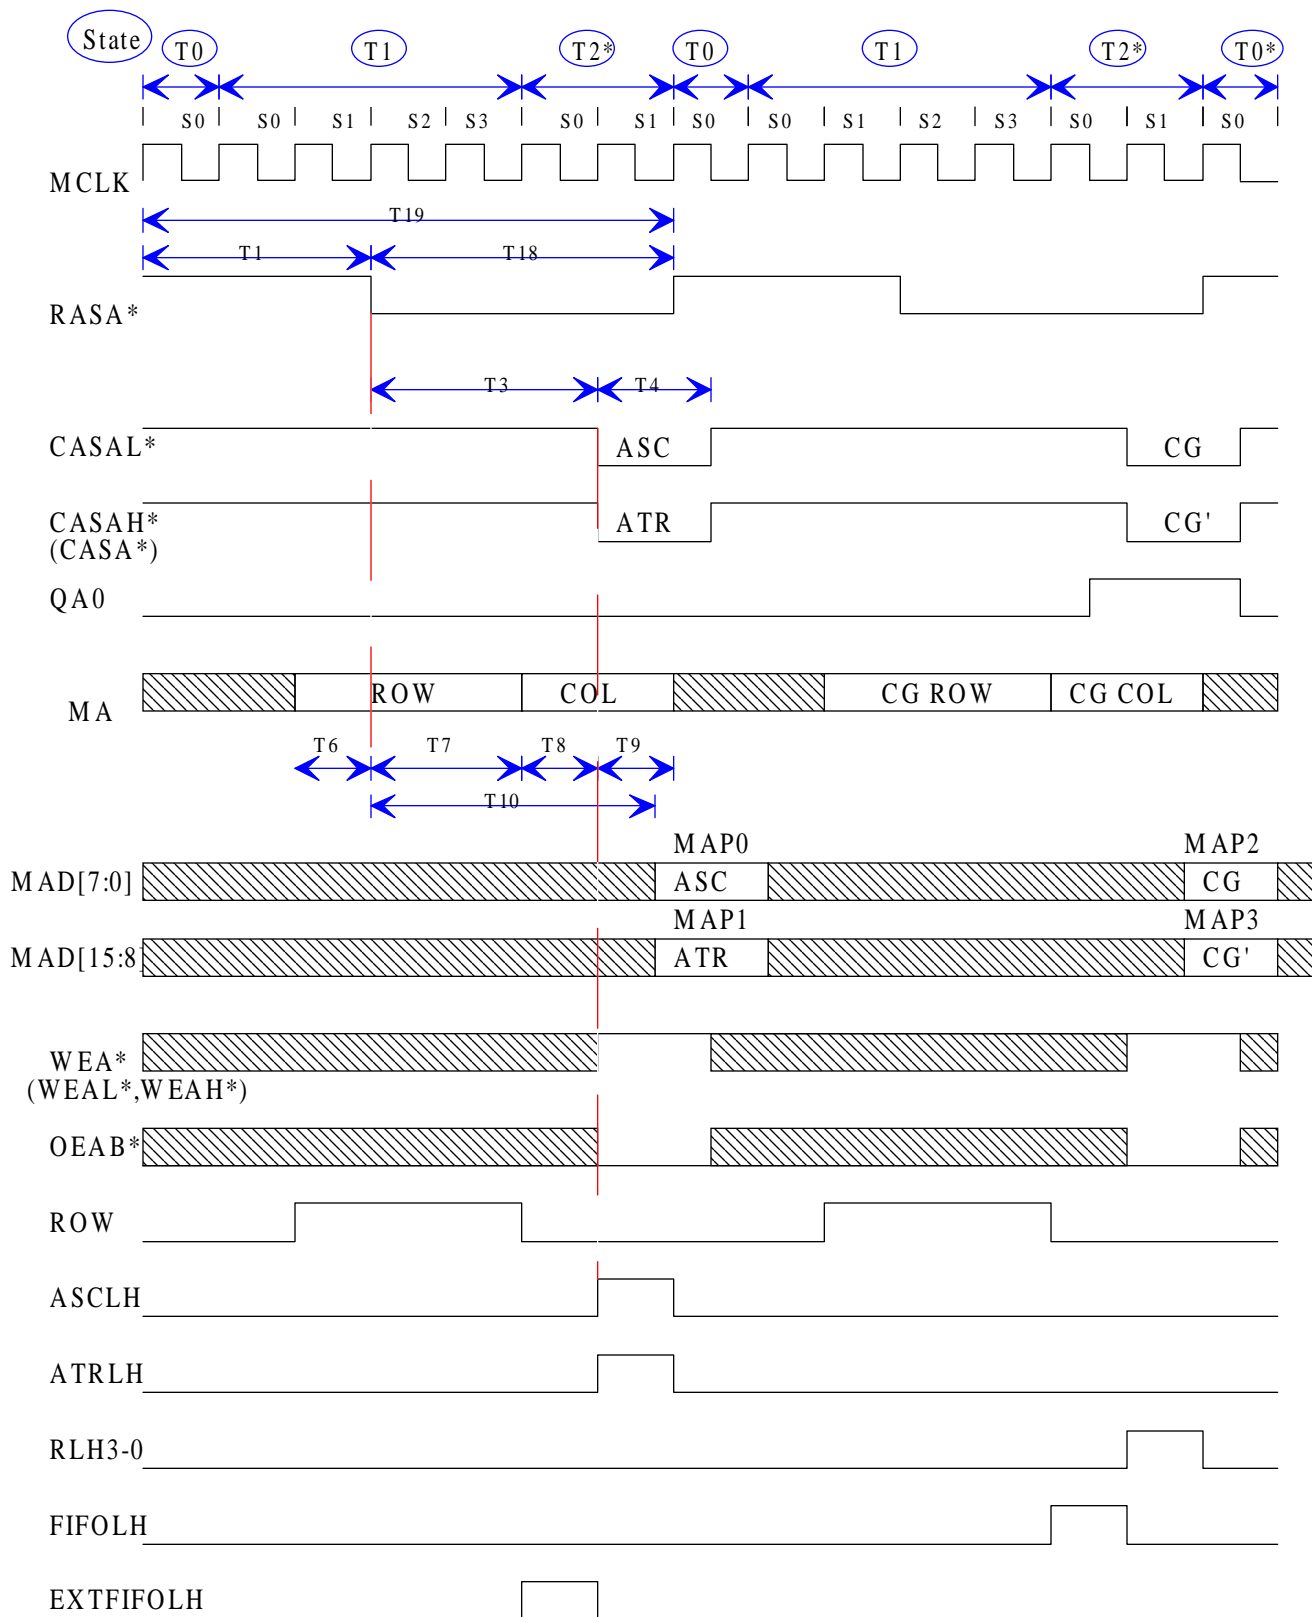 State T0 T1 T2* T0 T1 T2* T0*
S0 S0 S1 S2 S3 S0 S1 S0 S0 S1 S2 S3 S0 S1 S0
MCLK
T19
T1 T18
RASA*
T3 T4
CASAL* ASC CG
CASAH* ATR CG'
(CASA*)
QA0
MA ROW COL CG ROW CG COL
T6 T7 T8 T9
T10
MAP0 MAP2
MAD[7:0] ASC CG
MAP1 MAP3
MAD[15:8] ATR CG'
WEA*
(WEAL*,WEAH*)
OEAB*
ROW
ASCLH
ATRLH
RLH3-0
FIFOLH
EXTFIFOLH